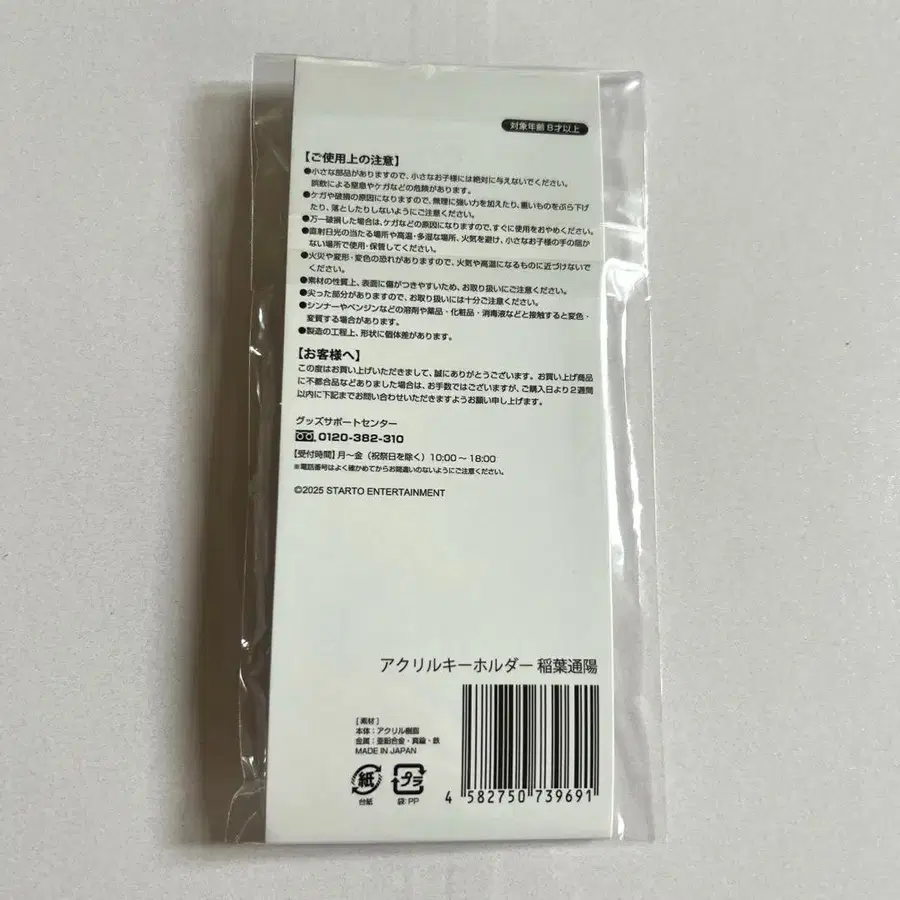 対象年齢8才以上
【ご使用上の注意】
●小さな部品がありますので、小さなお子様には絶対に与えないでください。
誤飲による窒息やケガなどの危険があります。
●ケガや破損の原因になりますので、無理に強い力を加えたり、重いものをぶら下げ
たり、落としたりしないようにご注意ください。
●万一破損した場合は、ケガなどの原因になりますので、すぐに使用をおやめください。
●直射日光の当たる場所や高温・多湿な場所、火気を避け、小さなお子様の手の届か
ない場所で使用・保管してください。
●火災や変形・変色の恐れがありますので、火気や高温になるものに近づけないで
ください。
●素材の性質上、表面に傷がつきやすいため、お取り扱いにご注意ください。
●尖った部分がありますので、お取り扱いには十分ご注意ください。
●シンナーやベンジンなどの溶剤や薬品・化粧品・消毒液などと接触すると変色・
変質する場合があります。
●製造の工程上、形状に個体差があります。
【お客様へ】
この度はお買い上げいただきまして、誠にありがとうございます。お買い上げ商品
に不都合品などありました場合は、お手数ではございますが、ご購入日より2週間
以内に下記までお問い合わせいただきますようお願い申し上げます。
グッズサポートセンター
0120-382-310
【受付時間】月～金（祝祭日を除く）10:00～18:00
※電話番号はよく確かめてからお間違いのないようにご注意ください。
©2025 STARTO ENTERTAINMENT
アクリルキーホルダー 稲葉通陽
［素材］
本体：アクリル樹脂
金属：亜鉛合金・真鍮・鉄
MADE IN JAPAN
紙
台紙
プラ
袋:PP
4 582750 739691